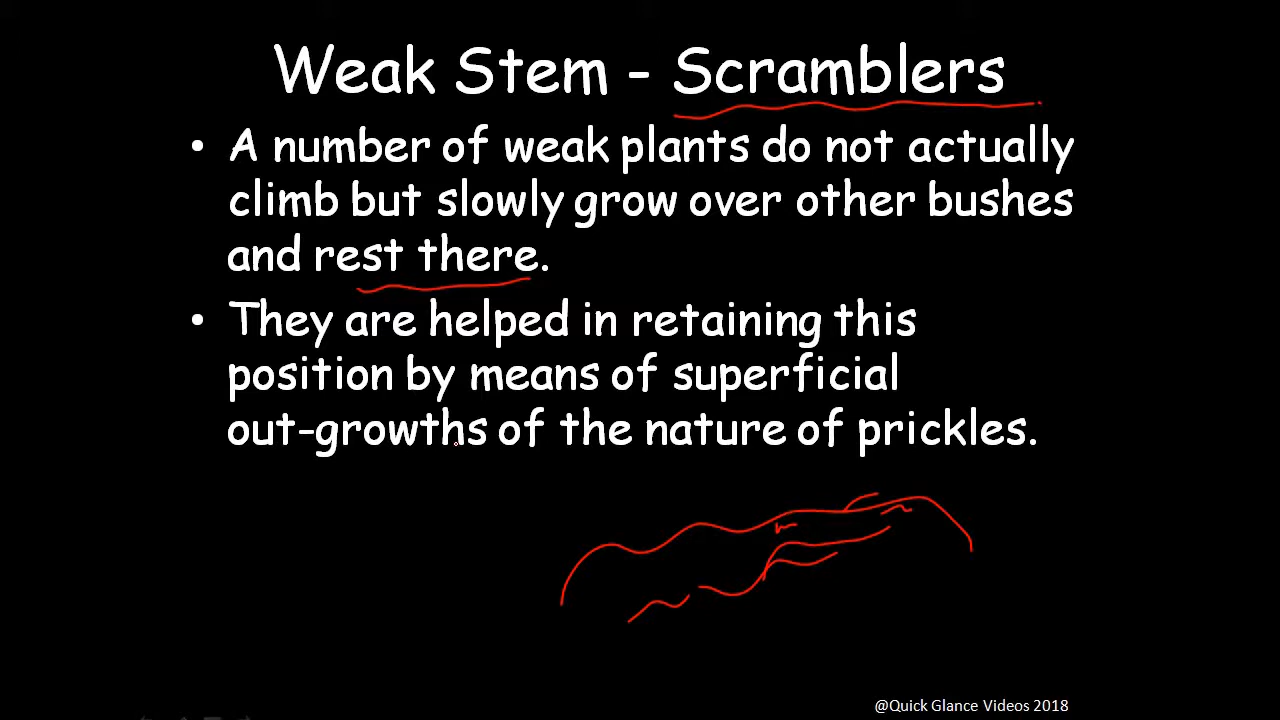 Weak Stem - Scramblers
• A number of weak plants do not actually
climb but slowly grow over other bushes
and rest there.
• They are helped in retaining this
position by means of superficial
out-growths of the nature of prickles.
@Quick Glance Videos 2018